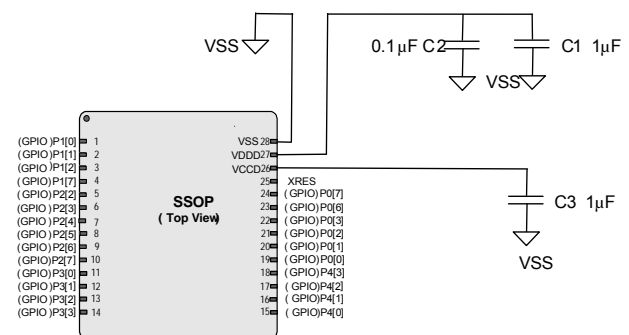 VSS
0.1 µF C2
C1 1µF
VSS
(GPIO )P1[0] 1
(GPIO )P1[1] 2
(GPIO )P1[2] 3
(GPIO )P1[7] 4
(GPIO )P2[2] 5
(GPIO )P2[3] 6
(GPIO )P2[4] 7
(GPIO )P2[5] 8
(GPIO )P2[6] 9
(GPIO )P2[7] 10
(GPIO )P3[0] 11
(GPIO )P3[1] 12
(GPIO )P3[2] 13
(GPIO )P3[3] 14
SSOP
( Top View)
VSS 28
VDDD 27
VCCD 26
25 XRES
24 ( GPIO) P0[7]
23 ( GPIO) P0[6]
22 ( GPIO) P0[3]
21 ( GPIO) P0[2]
20 ( GPIO) P0[1]
19 ( GPIO) P0[0]
18 ( GPIO) P4[3]
17 ( GPIO)P4[2]
16 ( GPIO)P4[1]
15 ( GPIO)P4[0]
C3 1µF
VSS